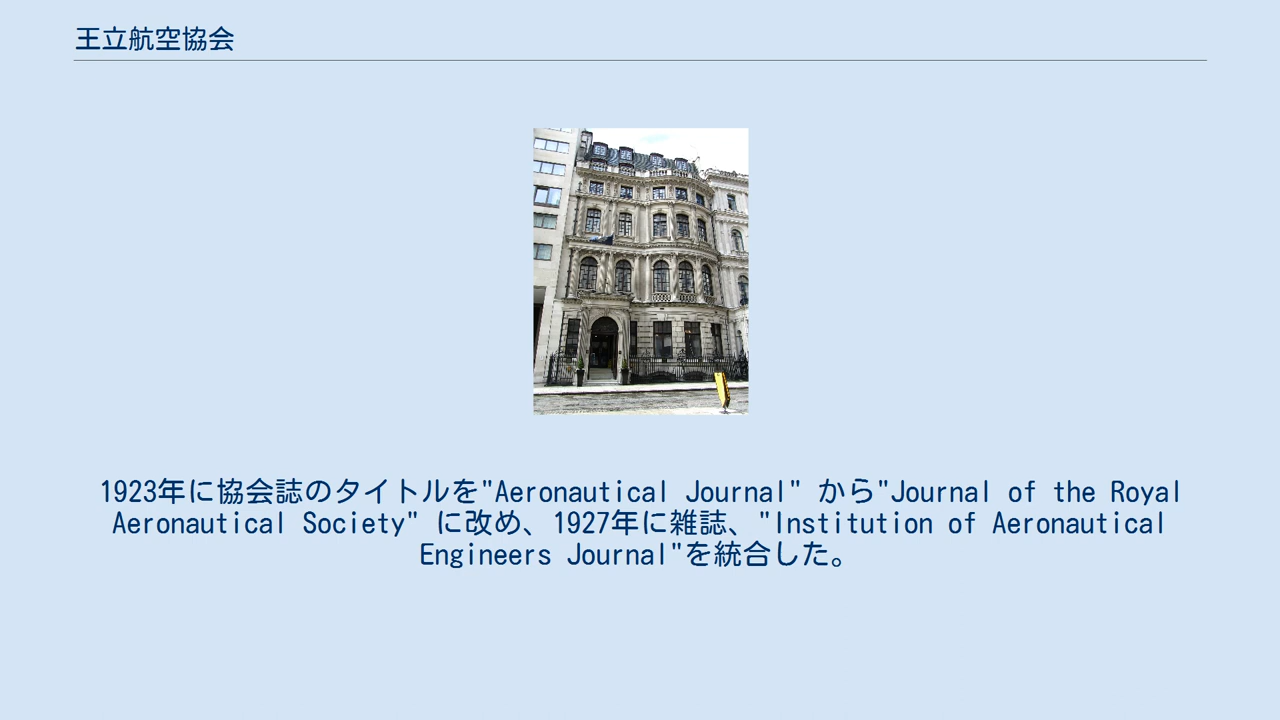 王立航空協会
1923年に協会誌のタイトルを"Aeronautical Journal" から"Journal of the Royal
Aeronautical Society" に改め、1927年に雑誌、"Institution of Aeronautical
Engineers Journal"を統合した。